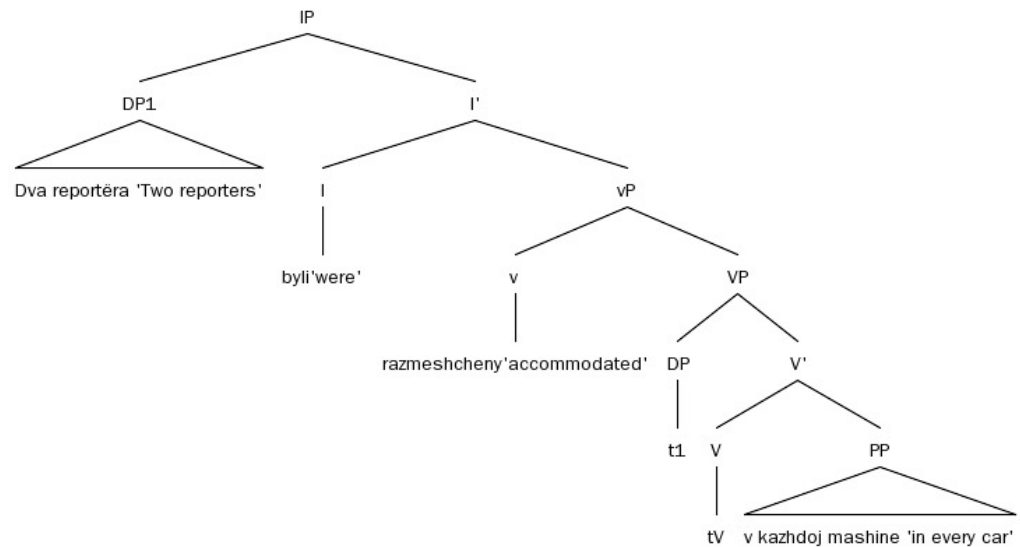 IP
DP1 I'
Dva reportëra 'Two reporters' I vP
byli'were' v VP
razmeshcheny'accommodated' DP V'
t1 V PP
tV v kazhdoj mashine 'in every car'